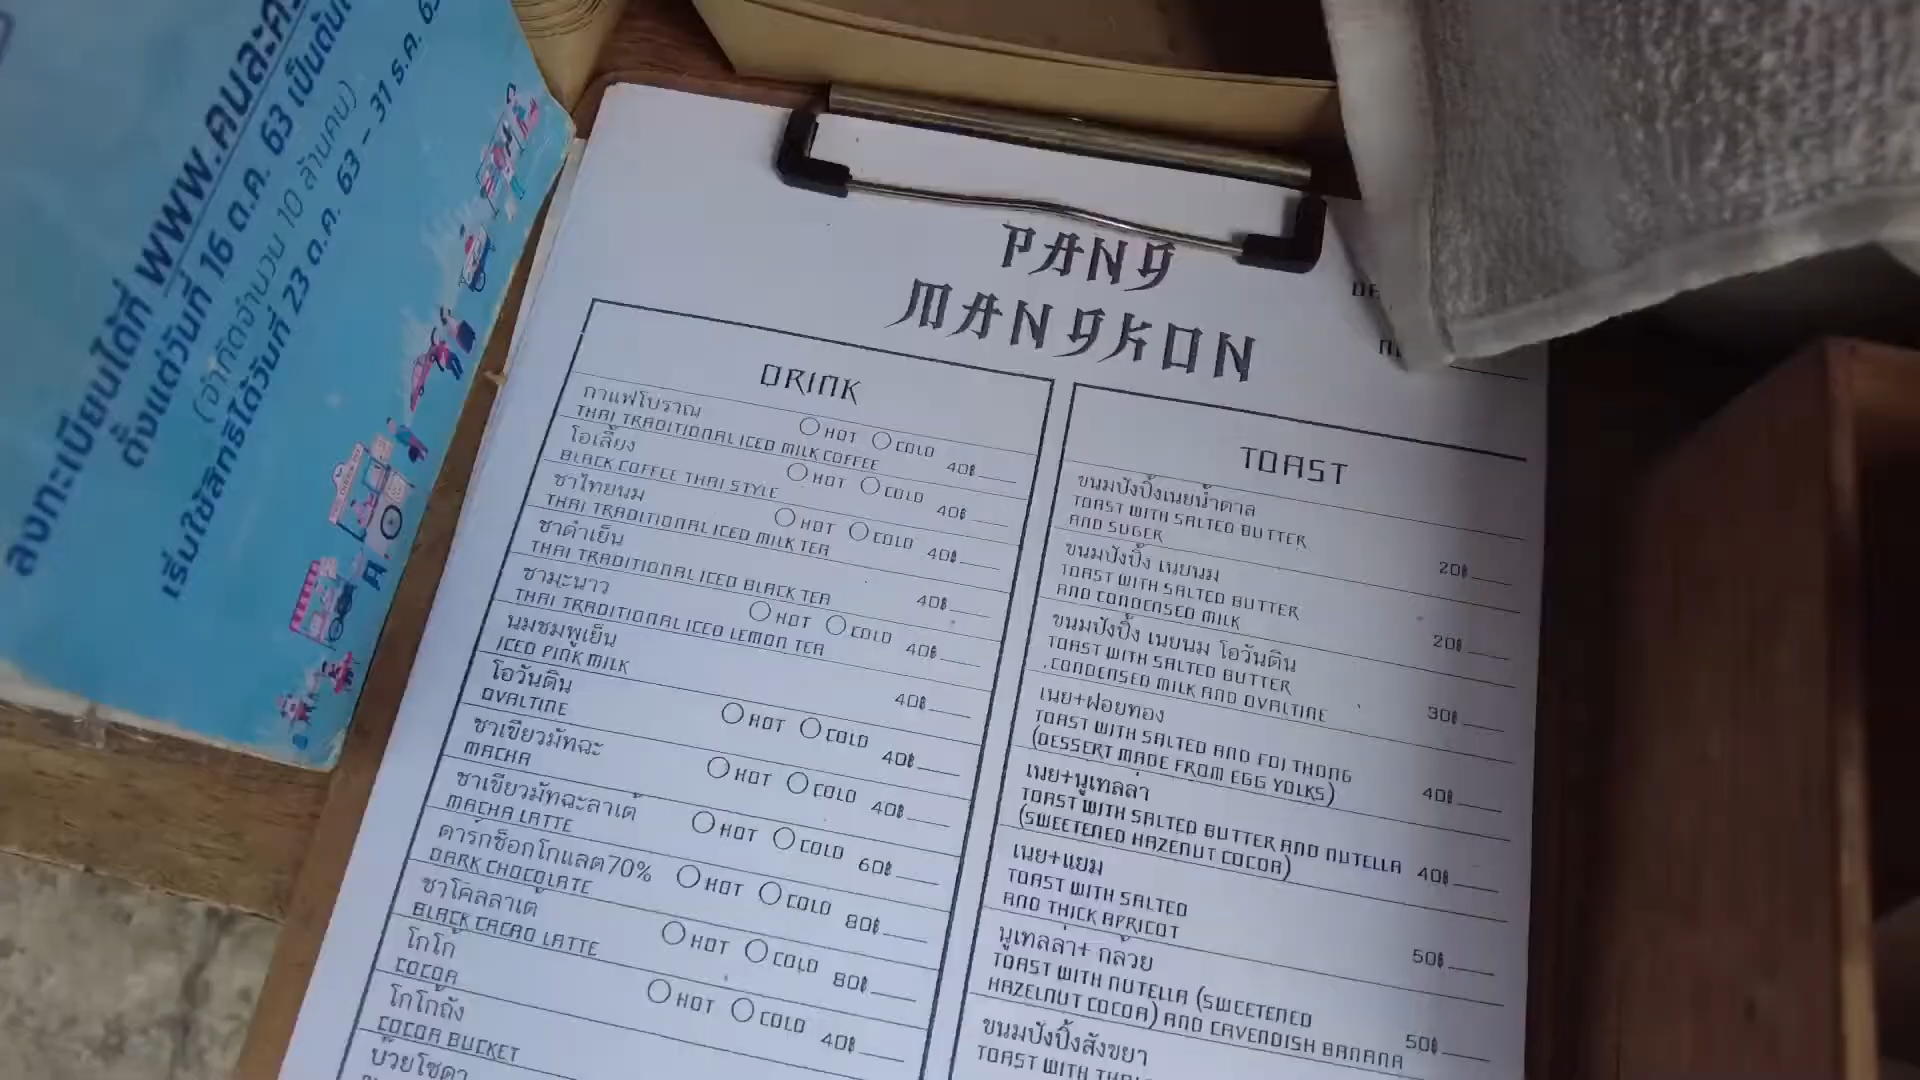 ลงทะเบียนได้ที่ www.คนละค
ตั้งแต่วันที่ 16 ต.ค. 63 เป็นต้น
(จำกัดจำนวน 10 ล้านคน)
เริ่มใช้สิทธิได้วันที่ 23 ต.ค. 63 – 31 ธ.ค. 6
PANG
MANGKON
DRINK
กาแฟโบราณ
THAI TRADITIONAL ICED MILK COFFEE
HOT COLD 40฿
โอเลี้ยง
BLACK COFFEE THAI STYLE
HOT COLD 40฿
ชาไทยนม
THAI TRADITIONAL ICED MILK TEA
HOT COLD 40฿
ชาดำเย็น
THAI TRADITIONAL ICED BLACK TEA 40฿
ชามะนาว
THAI TRADITIONAL ICED LEMON TEA
HOT COLD 40฿
นมชมพูเย็น
ICED PINK MILK 40฿
โอวันติน
OVALTINE
HOT COLD 40฿
ชาเขียวมัทฉะ
MACHA
HOT COLD 40฿
ชาเขียวมัทฉะลาเต้
MACHA LATTE
HOT COLD 60฿
ดาร์กช็อกโกแลต70%
DARK CHOCOLATE
HOT COLD 80฿
ชาโคลลาเต้
BLACK CACAO LATTE
HOT COLD 80฿
โกโก้
COCOA
HOT COLD 40฿
โกโก้ถัง
COCOA BUCKET
บ๊วยโซดา
TOAST
ขนมปังปิ้งเนยน้ำตาล
TOAST WITH SALTED BUTTER
AND SUGER 20฿
ขนมปังปิ้ง เนยนม
TOAST WITH SALTED BUTTER
AND CONDENSED MILK 20฿
ขนมปังปิ้ง เนยนม โอวันติน
TOAST WITH SALTED BUTTER
,CONDENSED MILK AND OVALTINE 30฿
เนย+ฝอยทอง
TOAST WITH SALTED AND FOI THONG
(DESSERT MADE FROM EGG YOLKS) 40฿
เนย+นูเทลล่า
TOAST WITH SALTED BUTTER AND NUTELLA 40฿
(SWEETENED HAZENUT COCOA)
เนย+แยม
TOAST WITH SALTED
AND THICK APRICOT 50฿
นูเทลล่า+ กล้วย
TOAST WITH NUTELLA (SWEETENED
HAZELNUT COCOA) AND CAVENDISH BANANA 50฿
ขนมปังปิ้งสังขยา
TOAST WITH